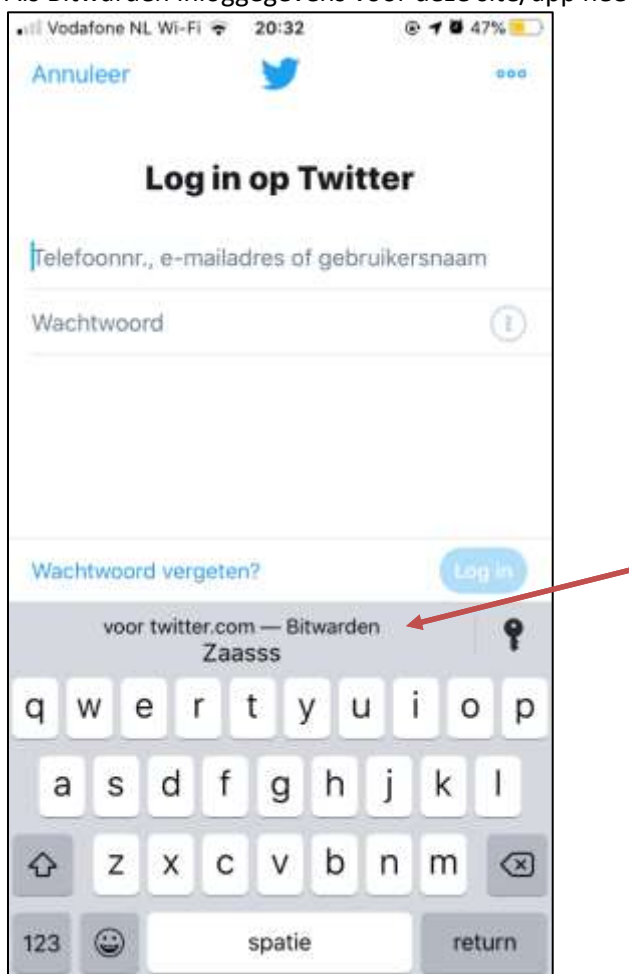 Vodafone NL Wi-Fi 20:32 47%
Annuleer
Log in op Twitter
Telefoonnr., e-mailadres of gebruikersnaam
Wachtwoord
Wachtwoord vergeten? Log in
voor twitter.com — Bitwarden
Zaasss
q w e r t y u i o p
a s d f g h j k l
z x c v b n m
123 spatie return